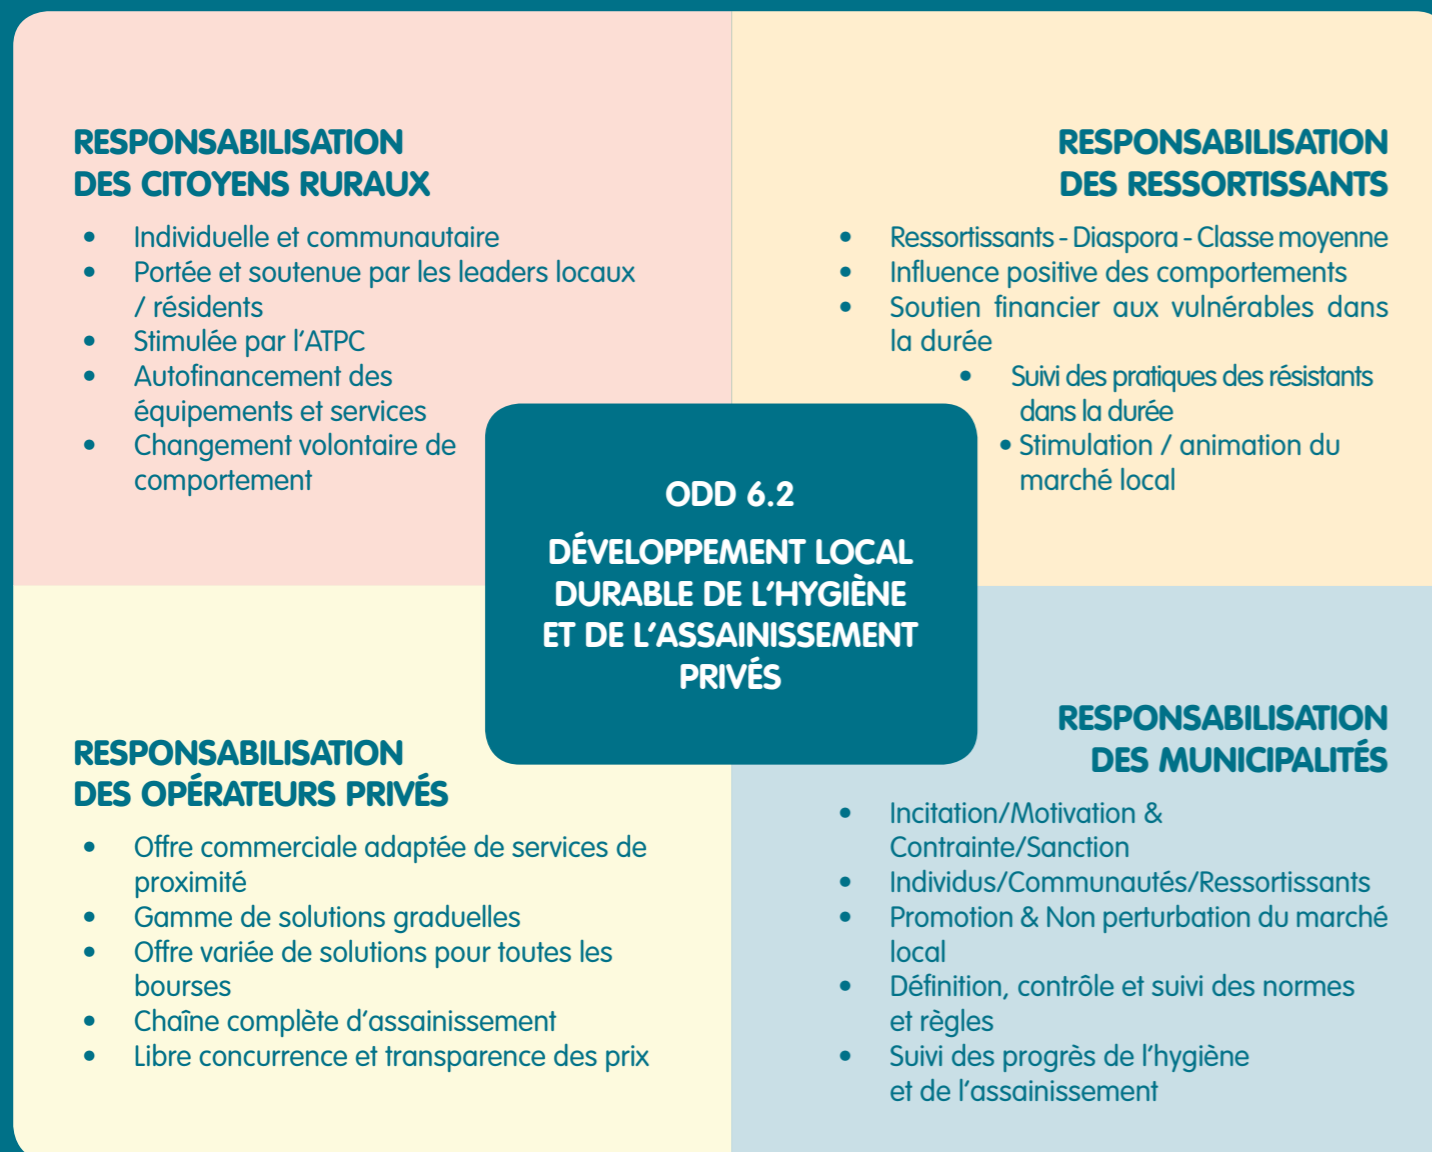 RESPONSABILISATION
DES CITOYENS RURAUX
• Individuelle et communautaire
• Portée et soutenue par les leaders locaux
/ résidents
• Stimulée par l’ATPC
• Autofinancement des
équipements et services
• Changement volontaire de
comportement
RESPONSABILISATION
DES RESSORTISSANTS
• Ressortissants - Diaspora - Classe moyenne
• Influence positive des comportements
• Soutien financier aux vulnérables dans
la durée
• Suivi des pratiques des résistants
dans la durée
• Stimulation / animation du
marché local
ODD 6.2
DÉVELOPPEMENT LOCAL
DURABLE DE L’HYGIÈNE
ET DE L’ASSAINISSEMENT
PRIVÉS
RESPONSABILISATION
DES OPÉRATEURS PRIVÉS
• Offre commerciale adaptée de services de
proximité
• Gamme de solutions graduelles
• Offre variée de solutions pour toutes les
bourses
• Chaîne complète d’assainissement
• Libre concurrence et transparence des prix
RESPONSABILISATION
DES MUNICIPALITÉS
• Incitation/Motivation &
Contrainte/Sanction
• Individus/Communautés/Ressortissants
• Promotion & Non perturbation du marché
local
• Définition, contrôle et suivi des normes
et règles
• Suivi des progrès de l’hygiène
et de l’assainissement